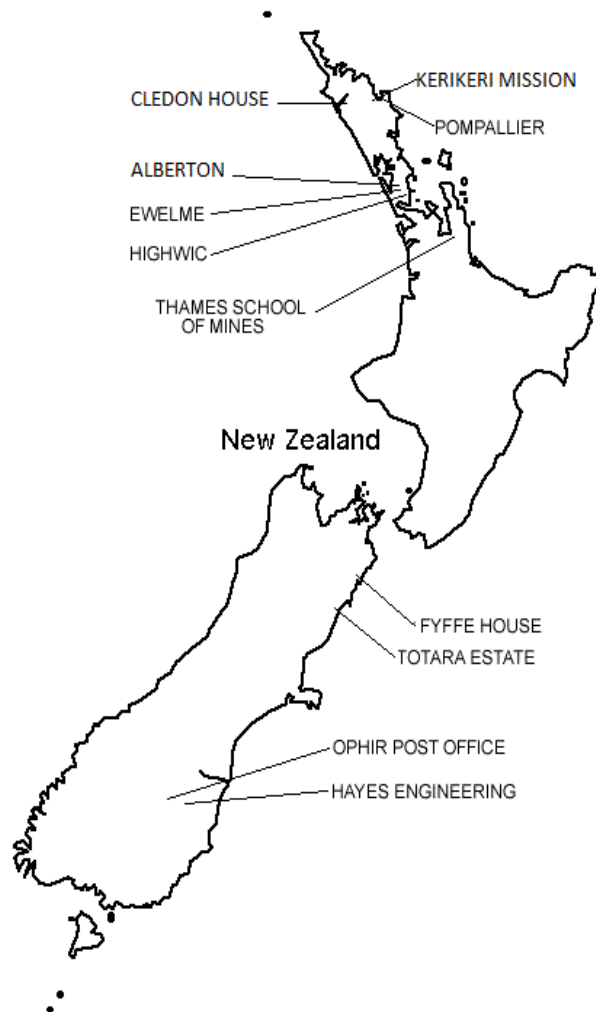 KERIKERI MISSION
CLEDON HOUSE
POMPALLIER
ALBERTON
EWELME
HIGHWIC
THAMES SCHOOL
OF MINES
New Zealand
FYFFE HOUSE
TOTARA ESTATE
OPHIR POST OFFICE
HAYES ENGINEERING